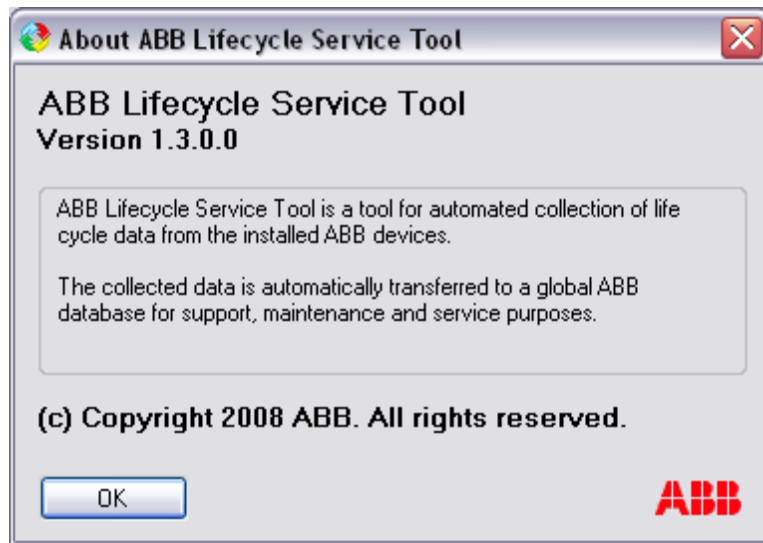 About ABB Lifecycle Service Tool
ABB Lifecycle Service Tool
Version 1.3.0.0
ABB Lifecycle Service Tool is a tool for automated collection of life
cycle data from the installed ABB devices.
The collected data is automatically transferred to a global ABB
database for support, maintenance and service purposes.
(c) Copyright 2008 ABB. All rights reserved.
OK
ABB